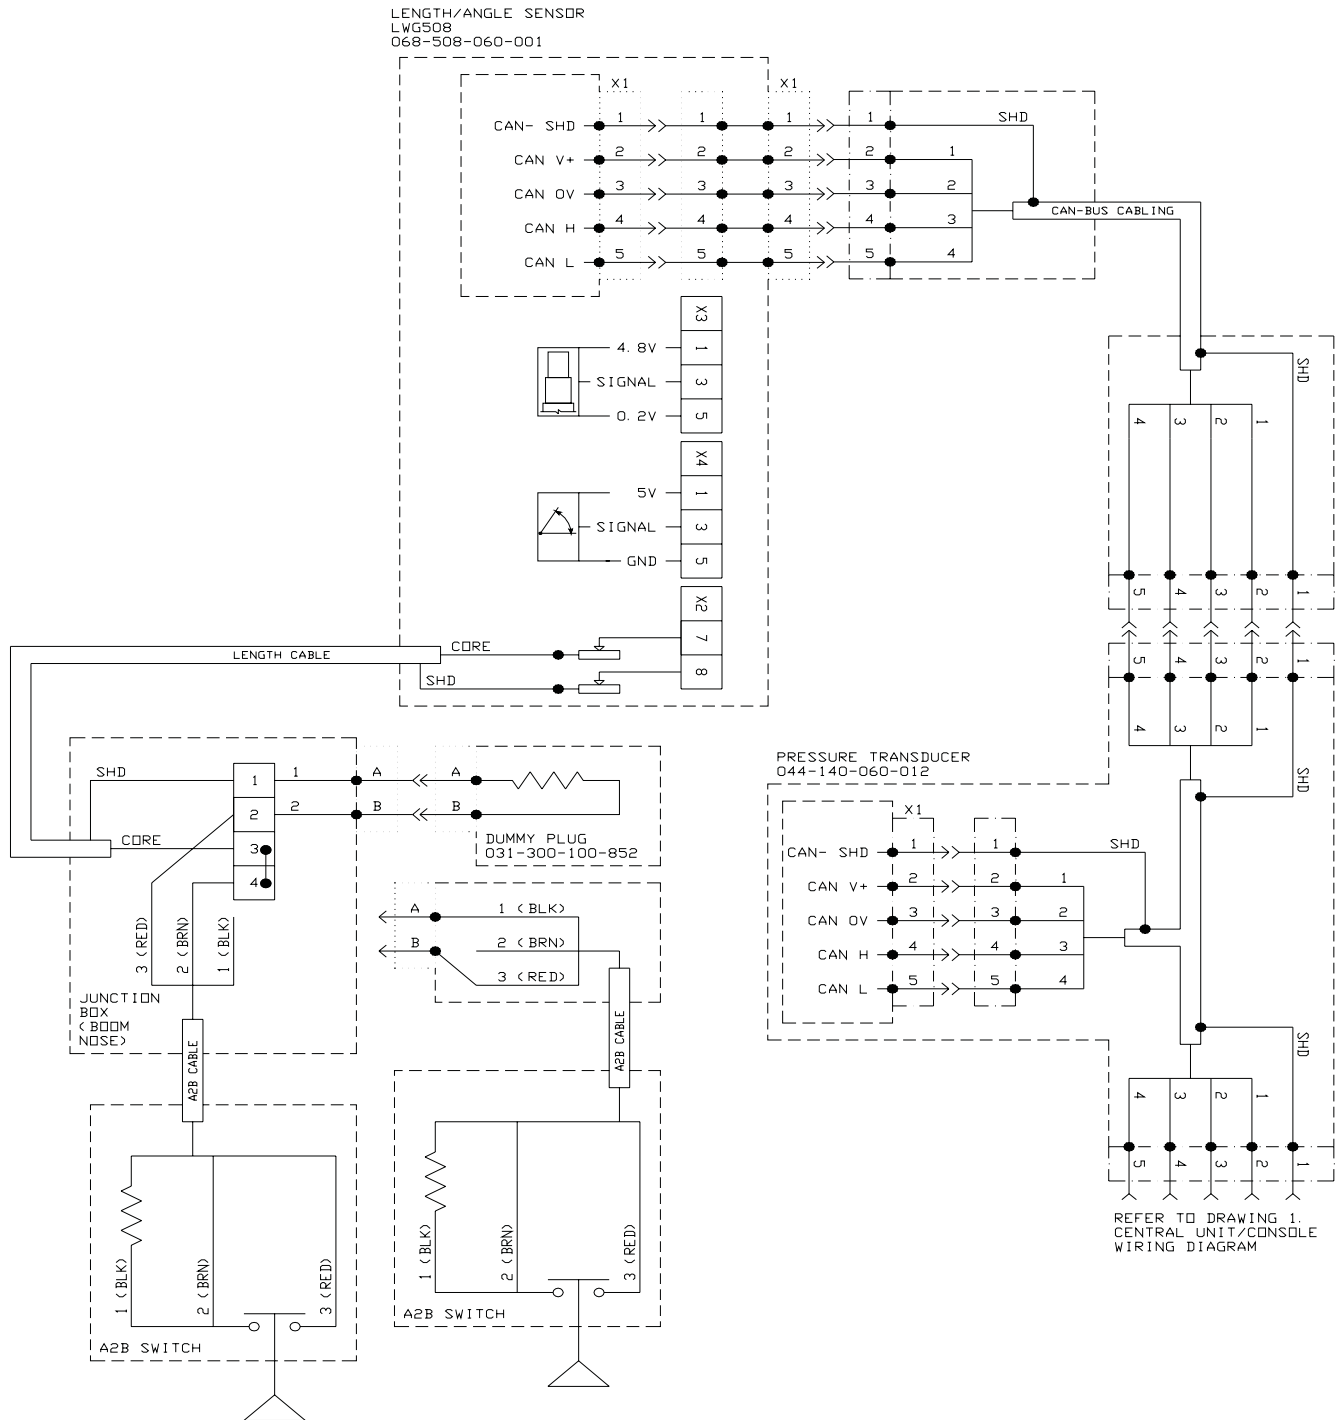 LENGTH/ANGLE SENSOR
LWG508
068-508-060-001
X1
X1
CAN- SHD 1 1 1 1 SHD
CAN V+ 2 2 2 2 1
CAN 0V 3 3 3 3 2
CAN H 4 4 4 4 3
CAN L 5 5 5 5 4
CAN-BUS CABLING
X3
4.8V 1
SIGNAL 3
0.2V 5
X4
5V 1
SIGNAL 3
GND 5
X2
CORE 7
SHD 8
LENGTH CABLE
SHD
4 3 2 1
5 4 3 2 1
5 4 3 2 1
4 3 2 1
SHD
SHD 1 1 A A
2 2 B B
CORE 3
4
DUMMY PLUG
031-300-100-852
A 1 (BLK)
B 2 (BRN)
3 (RED)
3 (RED)
2 (BRN)
1 (BLK)
JUNCTION
BOX
(BOOM
NOSE)
A2B CABLE
A2B CABLE
PRESSURE TRANSDUCER
044-140-060-012
X1
CAN- SHD 1 1 SHD
CAN V+ 2 2 1
CAN 0V 3 3 2
CAN H 4 4 3
CAN L 5 5 4
SHD
4 3 2 1
5 4 3 2 1
REFER TO DRAWING 1.
CENTRAL UNIT/CONSOLE
WIRING DIAGRAM
1 (BLK)
2 (BRN)
3 (RED)
A2B SWITCH
1 (BLK)
2 (BRN)
3 (RED)
A2B SWITCH